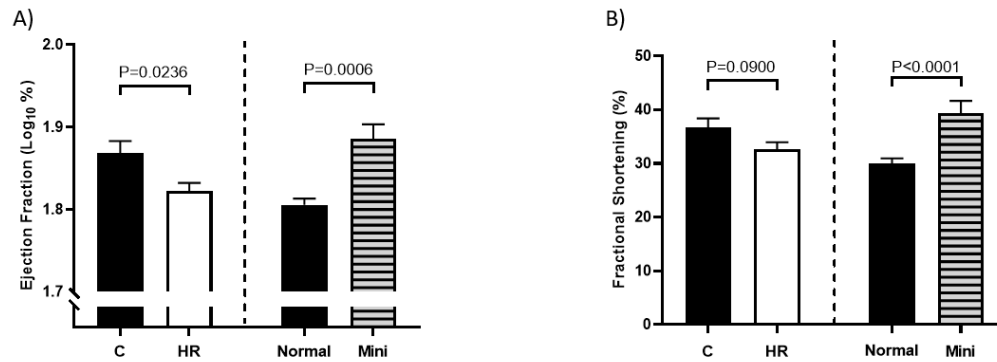 A)
Ejection Fraction (Log10 %)
2.0
1.9
1.8
1.7
P=0.0236
P=0.0006
C HR Normal Mini
B)
Fractional Shortening (%)
50
40
30
20
10
0
P=0.0900
P<0.0001
C HR Normal Mini